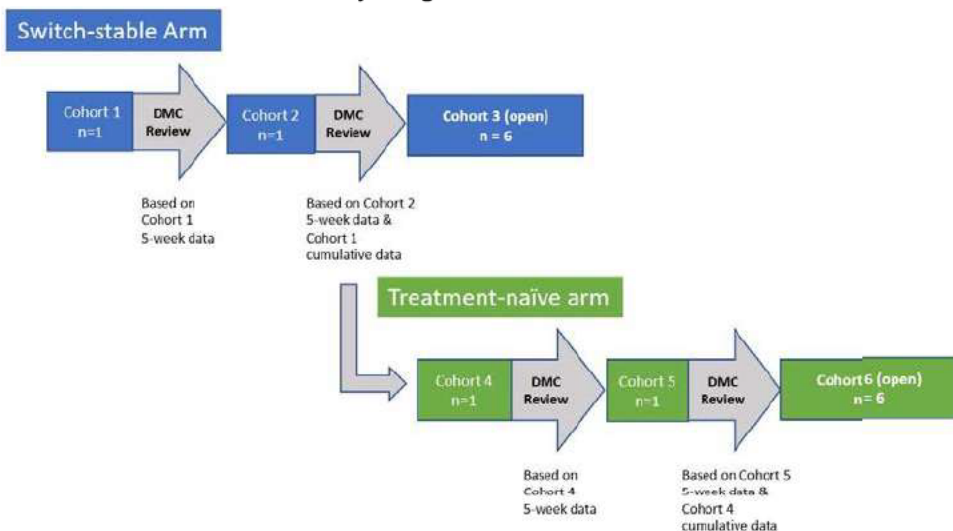 Switch-stable Arm
Cohort 1
n=1
DMC
Review
Cohort 2
n=1
DMC
Review
Cohort 3 (open)
n = 6
Based on
Cohort 1
5-week data
Based on Cohort 2
5-week data &
Cohort 1
cumulative data
Treatment-naïve arm
Cohort 4
n=1
DMC
Review
Cohort 5
n=1
DMC
Review
Cohort 6 (open)
n = 6
Based on
Cohort 4
5-week data
Based on Cohort 5
5-week data &
Cohort 4
cumulative data